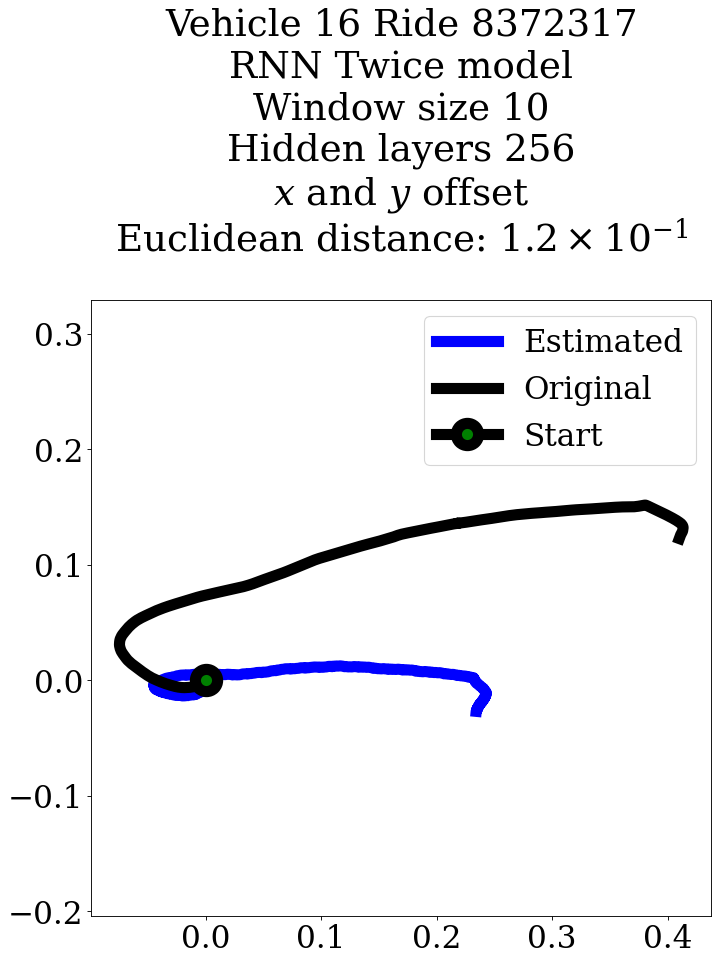 Vehicle 16 Ride 8372317
RNN Twice model
Window size 10
Hidden layers 256
x and y offset
Euclidean distance: 1.2 × 10⁻¹
Estimated
Original
Start
0.3
0.2
0.1
0.0
−0.1
−0.2
0.0 0.1 0.2 0.3 0.4